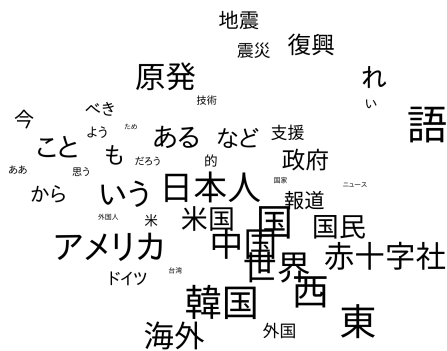 地震
震災
復興
原発
れ
技術
い
べき
今
よう
ため
ある
など
支援
語
こと
も
だろう
的
政府
ああ
思う
国家
ニュース
から
いう
日本人
報道
外国人
米
米国
国
国民
アメリカ
中国
赤十字社
世界
ドイツ
台湾
西
韓国
東
海外
外国